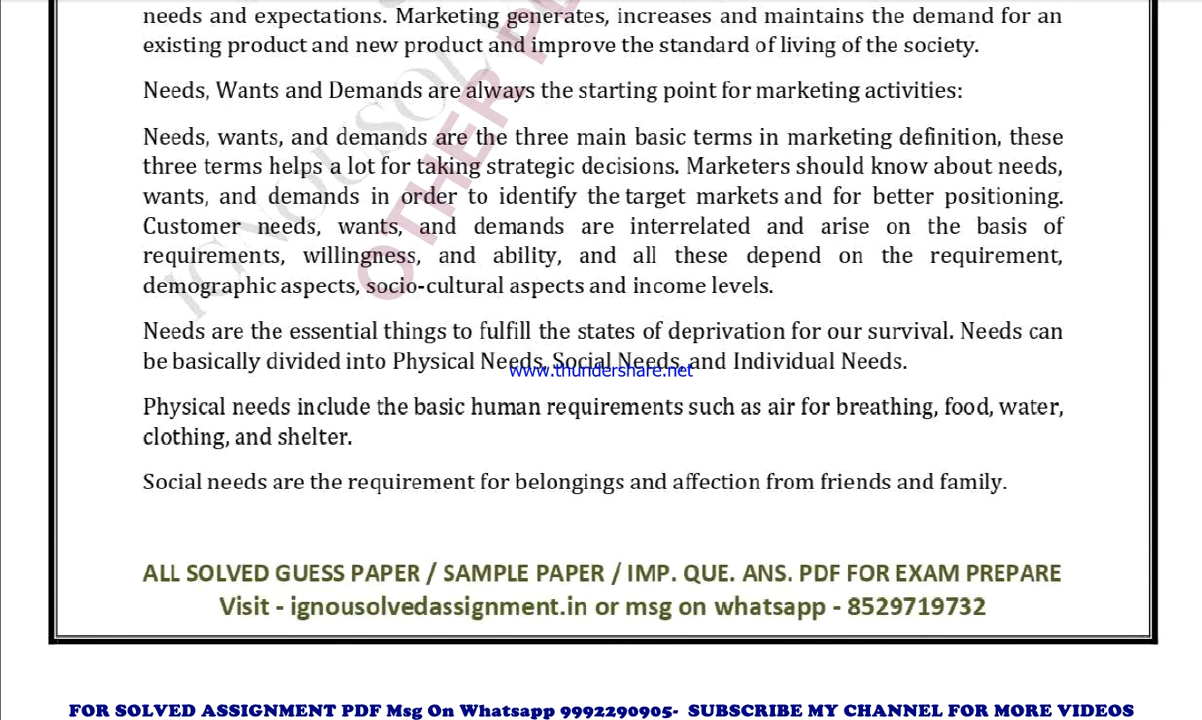 needs and expectations. Marketing generates, increases and maintains the demand for an
existing product and new product and improve the standard of living of the society.
Needs, Wants and Demands are always the starting point for marketing activities:
Needs, wants, and demands are the three main basic terms in marketing definition, these
three terms helps a lot for taking strategic decisions. Marketers should know about needs,
wants, and demands in order to identify the target markets and for better positioning.
Customer needs, wants, and demands are interrelated and arise on the basis of
requirements, willingness, and ability, and all these depend on the requirement,
demographic aspects, socio-cultural aspects and income levels.
Needs are the essential things to fulfill the states of deprivation for our survival. Needs can
be basically divided into Physical Needs, Social Needs, and Individual Needs.
www.thundershare.net
Physical needs include the basic human requirements such as air for breathing, food, water,
clothing, and shelter.
Social needs are the requirement for belongings and affection from friends and family.
IGNOU SOL
OTHER
ALL SOLVED GUESS PAPER / SAMPLE PAPER / IMP. QUE. ANS. PDF FOR EXAM PREPARE
Visit - ignousolvedassignment.in or msg on whatsapp - 8529719732
FOR SOLVED ASSIGNMENT PDF Msg On Whatsapp 9992290905- SUBSCRIBE MY CHANNEL FOR MORE VIDEOS